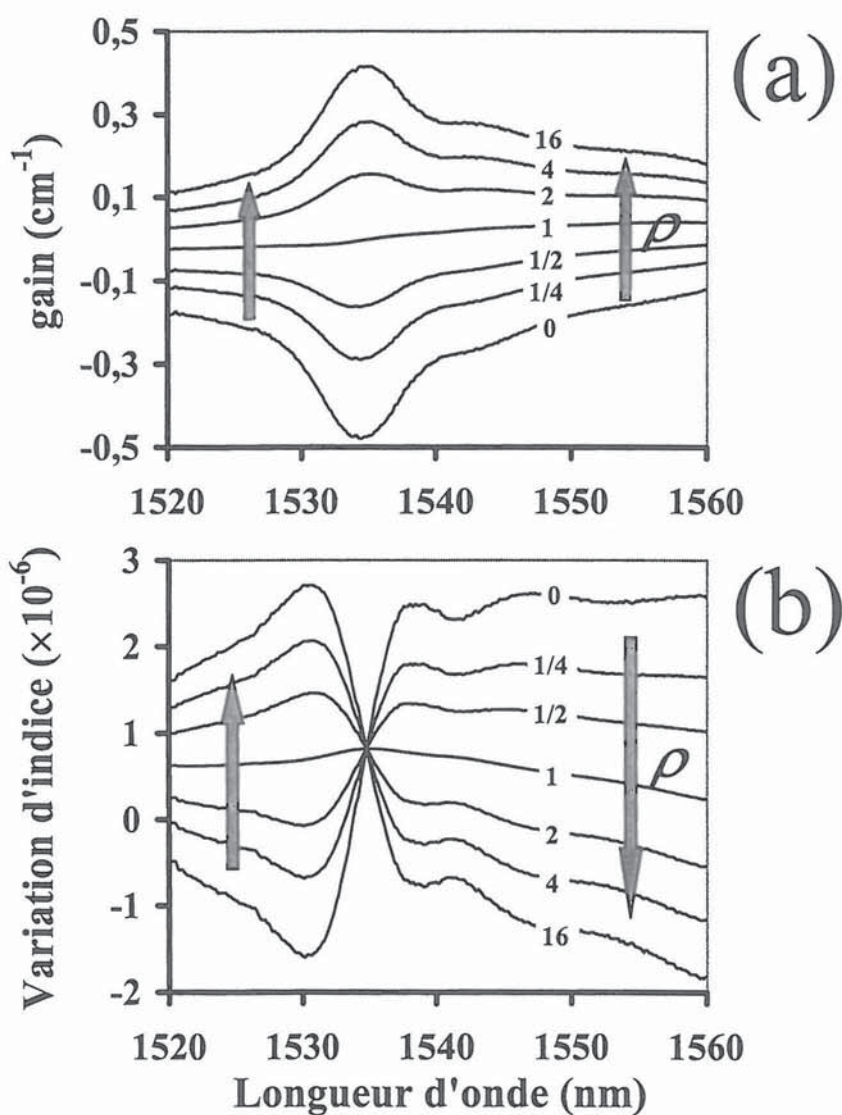 (a)
gain (cm⁻¹)
0,5
0,3
0,1
-0,1
-0,3
-0,5
16
4
2
1
1/2
1/4
0
ρ
1520 1530 1540 1550 1560
(b)
Variation d'indice (×10⁻⁶)
3
2
1
0
-1
-2
0
1/4
1/2
1
2
4
16
ρ
1520 1530 1540 1550 1560
Longueur d'onde (nm)